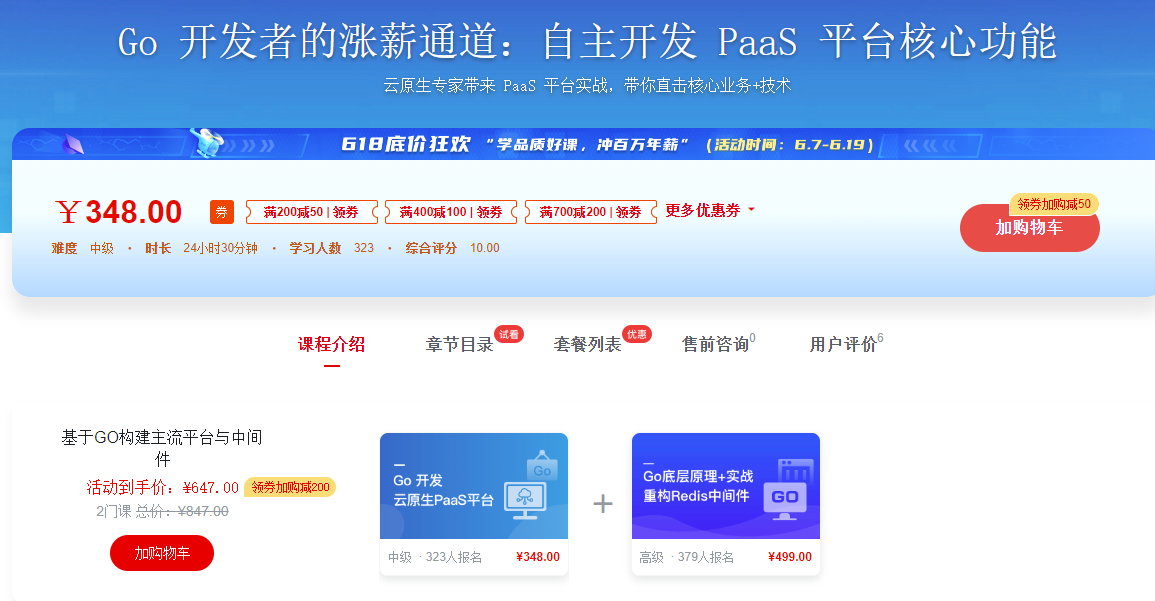 Go 开发者的涨薪通道：自主开发 PaaS 平台核心功能
云原生专家带来 PaaS 平台实战，带你直击核心业务+技术
618底价狂欢 “学品质好课，冲百万年薪” (活动时间：6.7-6.19)
¥348.00 券 满200减50 | 领券 满400减100 | 领券 满700减200 | 领券 更多优惠券
领券加购减50
加购物车
难度 中级 · 时长 24小时30分钟 · 学习人数 323 · 综合评分 10.00
课程介绍 章节目录 试看 套餐列表 优惠 售前咨询0 用户评价6
基于GO构建主流平台与中间
件
活动到手价：¥647.00 领券加购减200
2门课 总价：¥847.00
加购物车
Go
Go 开发
云原生PaaS平台
中级 · 323人报名 ¥348.00
+
Go底层原理+实战
重构Redis中间件
GO
高级 · 379人报名 ¥499.00